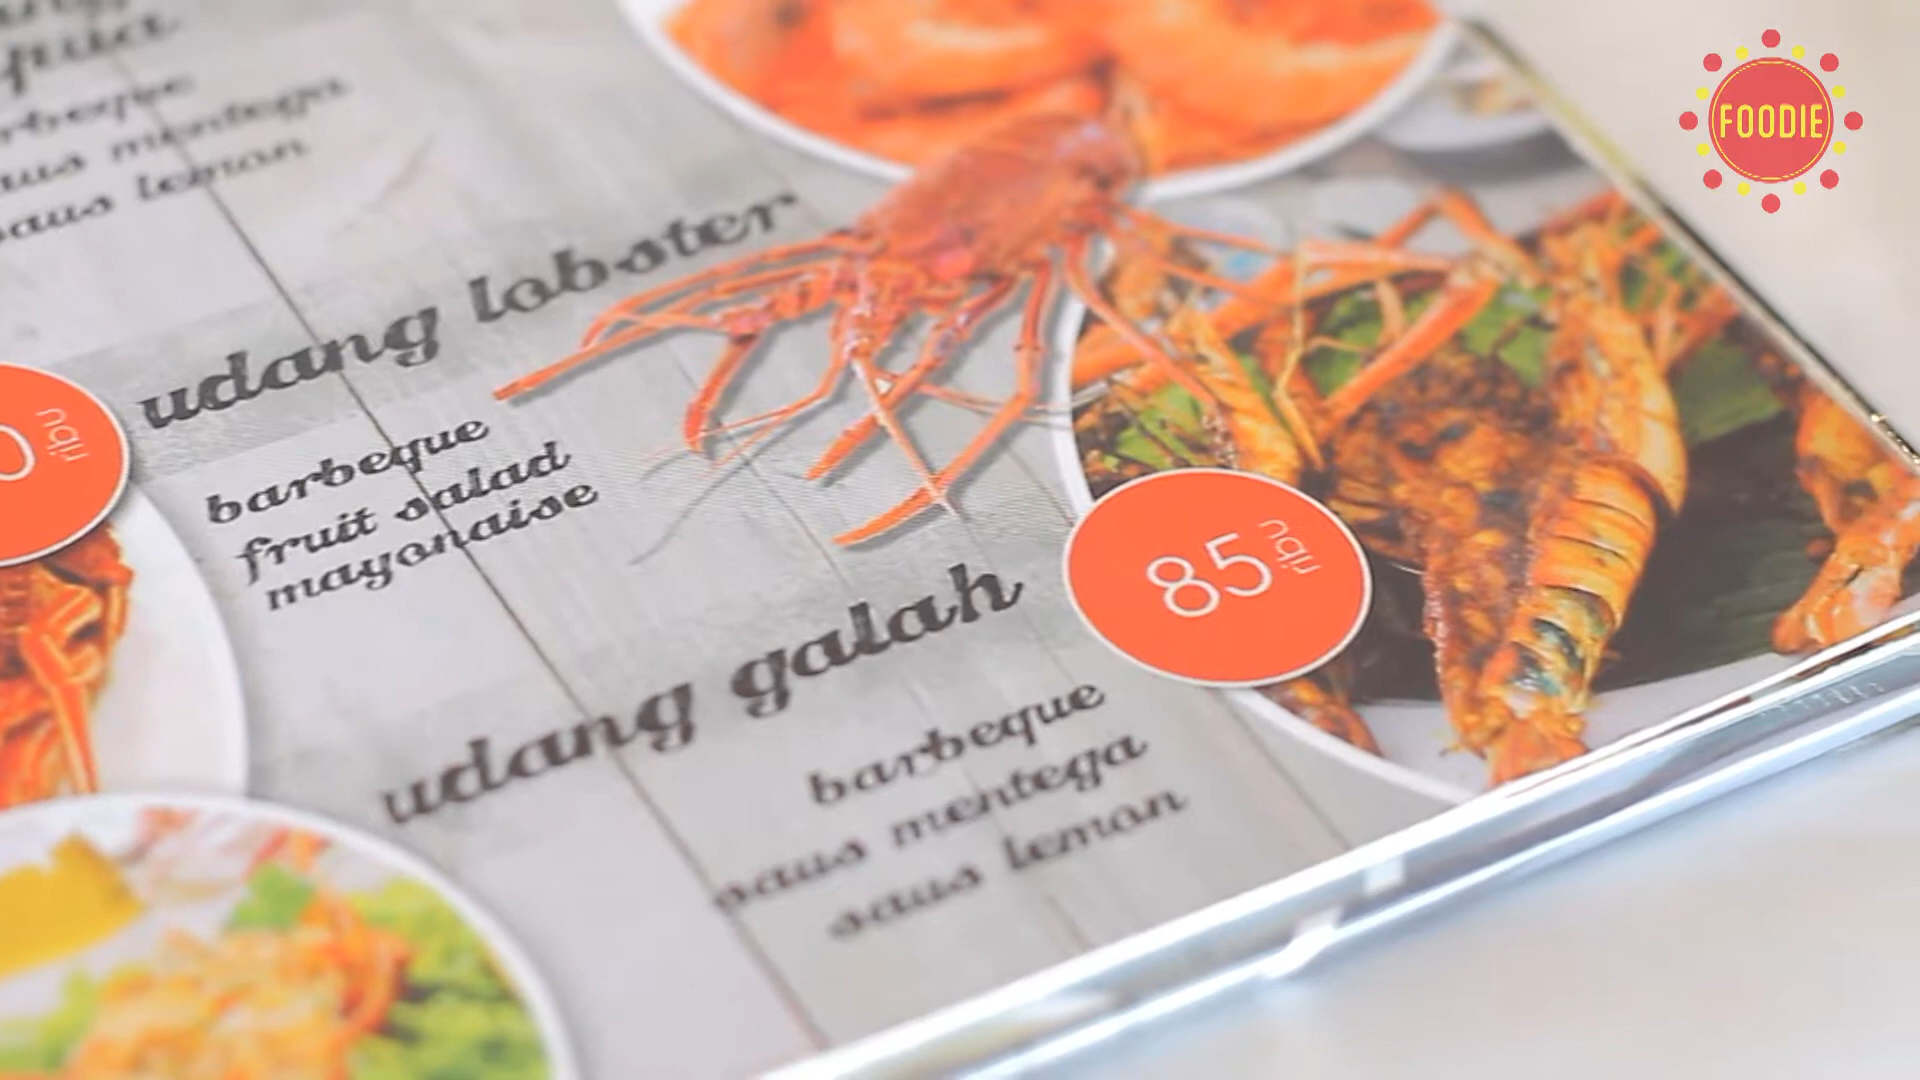 saus mentega
saus lemon
udang lobster
barbeque
fruit salad
mayonaise
0 ribu
udang galah
85 ribu
barbeque
saus mentega
saus lemon
FOODIE